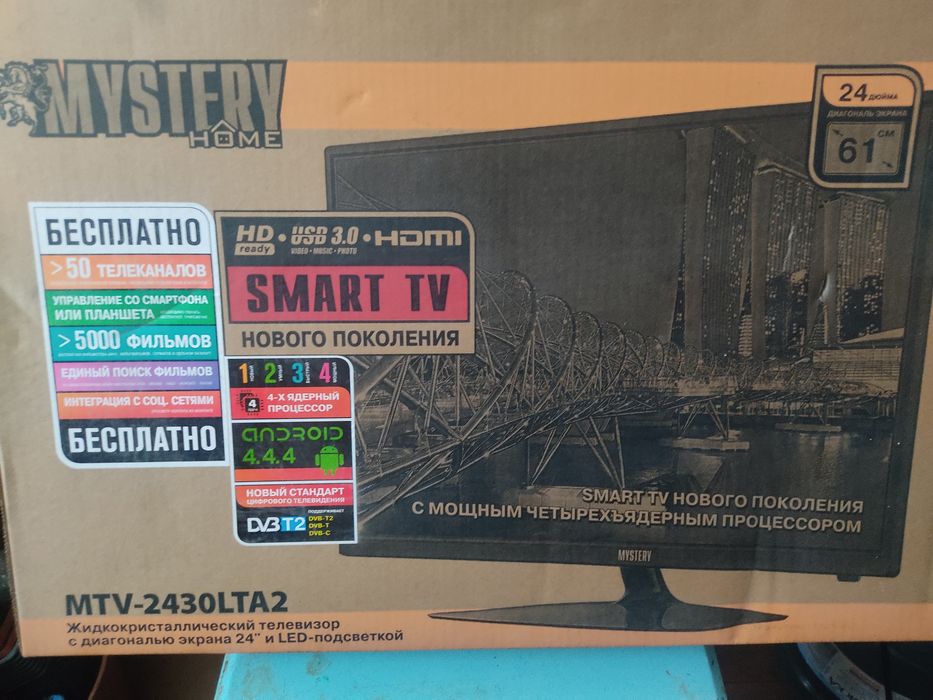 MYSTERY
HOME
24 ДЮЙМА
ДИАГОНАЛЬ ЭКРАНА
61 СМ
БЕСПЛАТНО
> 50 ТЕЛЕКАНАЛОВ
УПРАВЛЕНИЕ СО СМАРТФОНА
ИЛИ ПЛАНШЕТА
> 5000 ФИЛЬМОВ
ЕДИНЫЙ ПОИСК ФИЛЬМОВ
ИНТЕГРАЦИЯ С СОЦ. СЕТЯМИ
БЕСПЛАТНО
HD ready • USB 3.0 • HDMI
VIDEO • MUSIC • PHOTO
SMART TV
НОВОГО ПОКОЛЕНИЯ
1 2 3 4
4 4-Х ЯДЕРНЫЙ
ПРОЦЕССОР
ANDROID
4.4.4
НОВЫЙ СТАНДАРТ
ЦИФРОВОГО ТЕЛЕВИДЕНИЯ
DVB T2
ПОДДЕРЖИВАЕТ
DVB-T2
DVB-T
DVB-C
SMART TV НОВОГО ПОКОЛЕНИЯ
С МОЩНЫМ ЧЕТЫРЕХЪЯДЕРНЫМ ПРОЦЕССОРОМ
MYSTERY
MTV-2430LTA2
Жидкокристаллический телевизор
с диагональю экрана 24" и LED-подсветкой